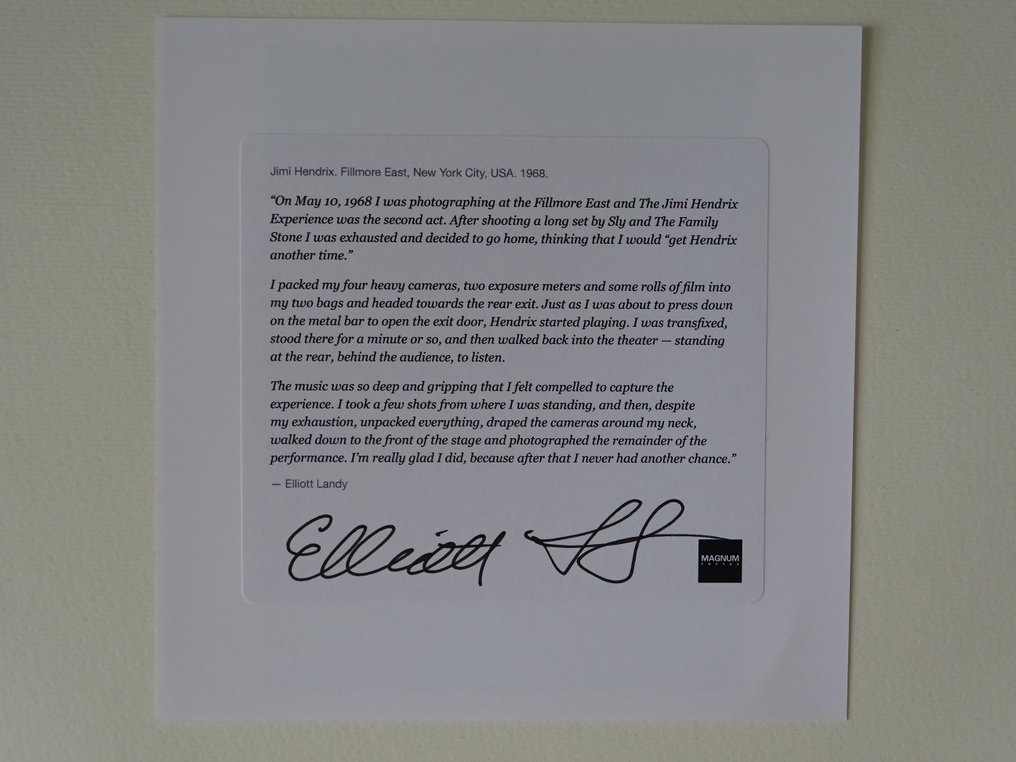 Jimi Hendrix. Fillmore East, New York City, USA. 1968.
“On May 10, 1968 I was photographing at the Fillmore East and The Jimi Hendrix
Experience was the second act. After shooting a long set by Sly and The Family
Stone I was exhausted and decided to go home, thinking that I would “get Hendrix
another time.”
I packed my four heavy cameras, two exposure meters and some rolls of film into
my two bags and headed towards the rear exit. Just as I was about to press down
on the metal bar to open the exit door, Hendrix started playing. I was transfixed,
stood there for a minute or so, and then walked back into the theater — standing
at the rear, behind the audience, to listen.
The music was so deep and gripping that I felt compelled to capture the
experience. I took a few shots from where I was standing, and then, despite
my exhaustion, unpacked everything, draped the cameras around my neck,
walked down to the front of the stage and photographed the remainder of the
performance. I’m really glad I did, because after that I never had another chance.”
— Elliott Landy
Elliott
MAGNUM
PHOTOS